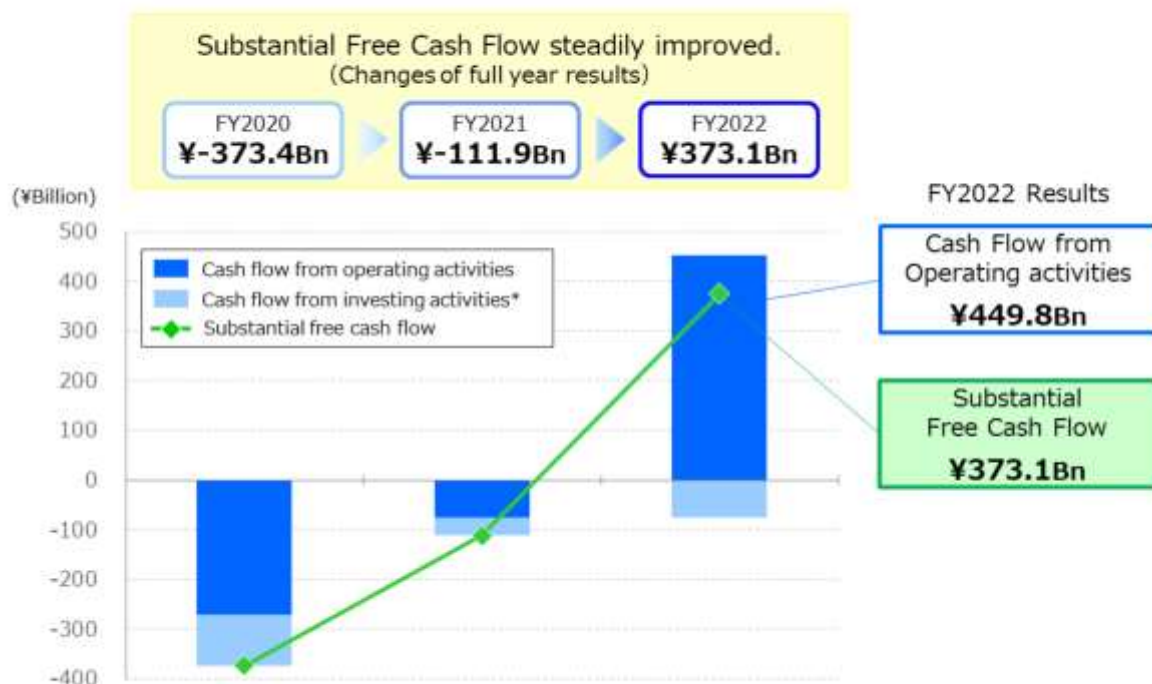 Substantial Free Cash Flow steadily improved.
(Changes of full year results)
FY2020
¥-373.4Bn
FY2021
¥-111.9Bn
FY2022
¥373.1Bn
(¥Billion)
500
400
300
200
100
0
-100
-200
-300
-400
Cash flow from operating activities
Cash flow from investing activities*
Substantial free cash flow
FY2022 Results
Cash Flow from
Operating activities
¥449.8Bn
Substantial
Free Cash Flow
¥373.1Bn